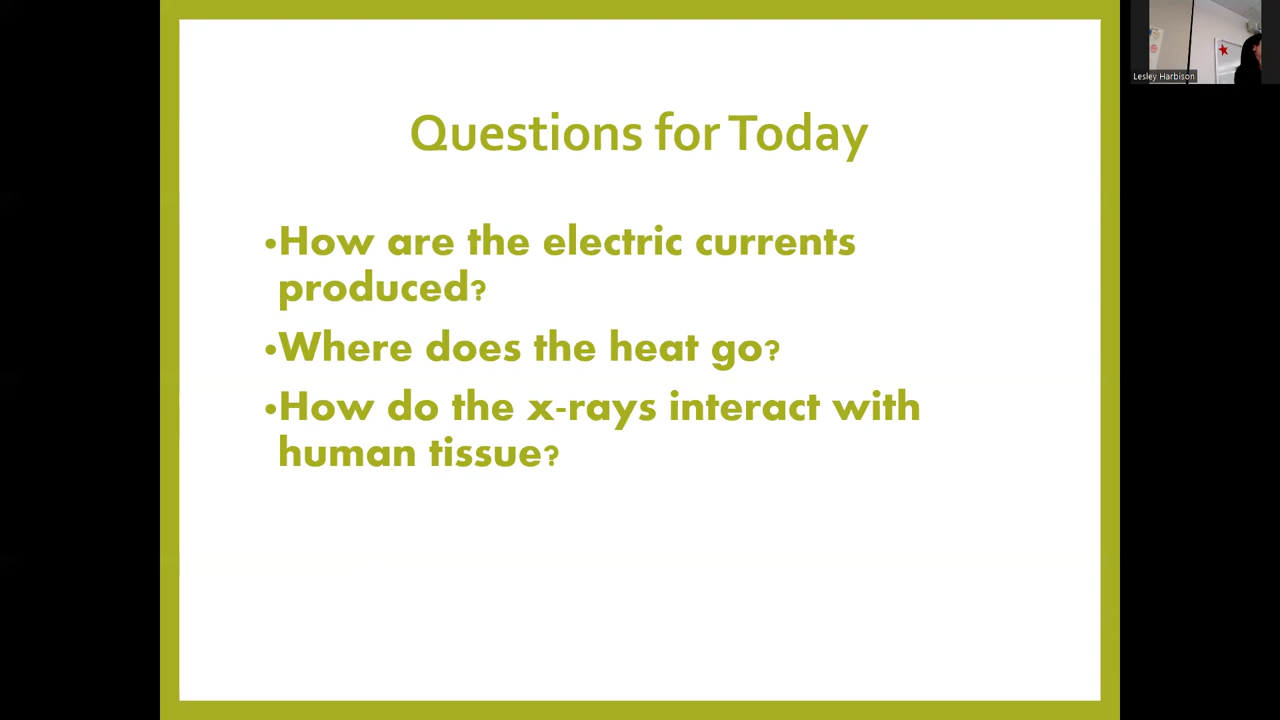 Questions for Today
•How are the electric currents
produced?
•Where does the heat go?
•How do the x-rays interact with
human tissue?
Lesley Harbison